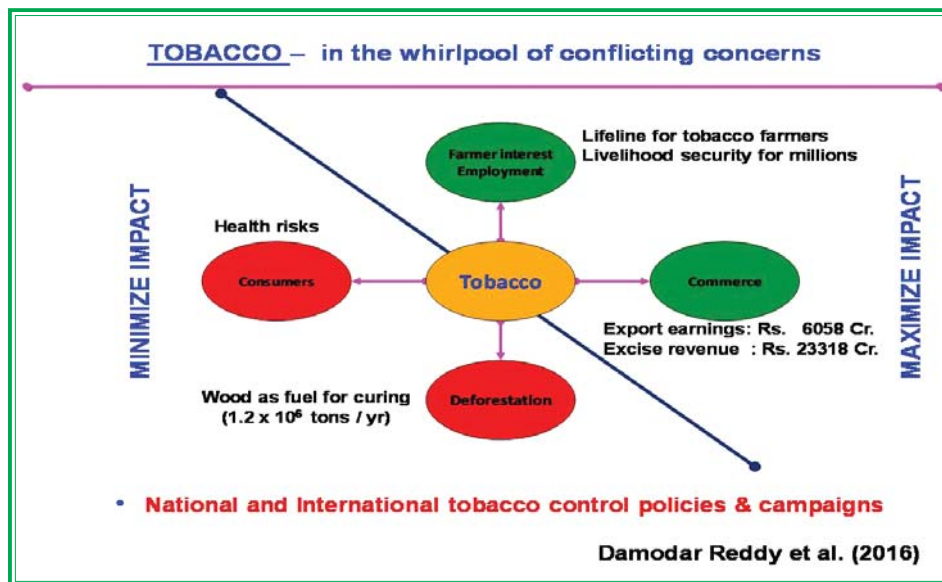 TOBACCO – in the whirlpool of conflicting concerns
Lifeline for tobacco farmers
Livelihood security for millions
Farmer interest
Employment
MINIMIZE IMPACT
Health risks
Consumers
Tobacco
Commerce
MAXIMIZE IMPACT
Export earnings: Rs. 6058 Cr.
Excise revenue : Rs. 23318 Cr.
Wood as fuel for curing
(1.2 x 10⁶ tons / yr)
Deforestation
• National and International tobacco control policies & campaigns
Damodar Reddy et al. (2016)